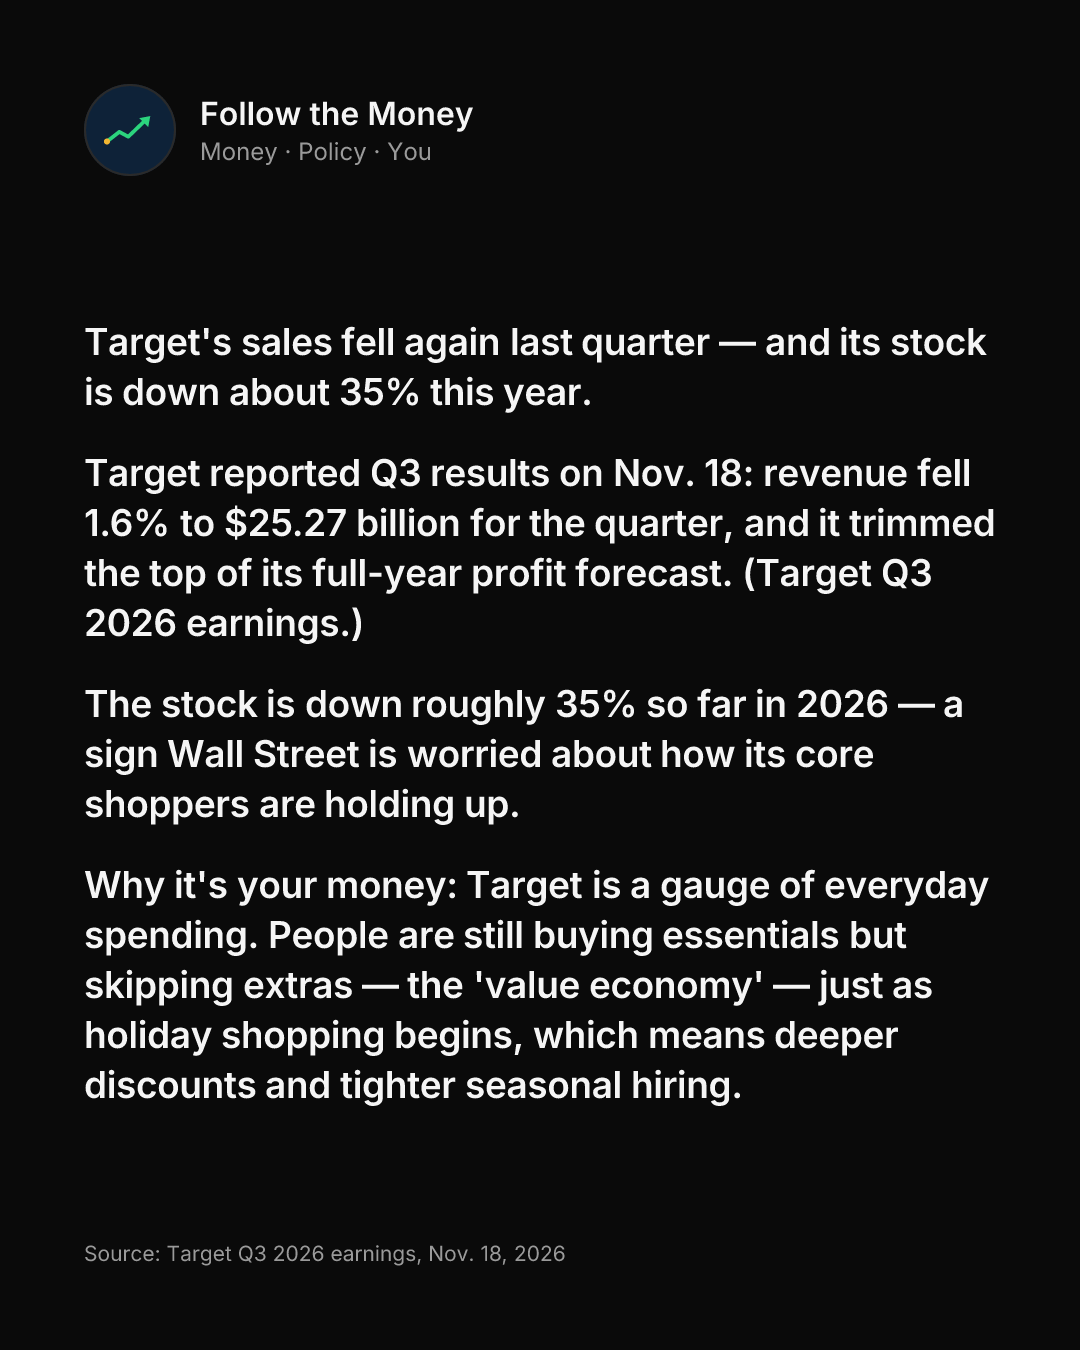 Follow the Money
Money · Policy · You
Target's sales fell again last quarter — and its stock
is down about 35% this year.
Target reported Q3 results on Nov. 18: revenue fell
1.6% to $25.27 billion for the quarter, and it trimmed
the top of its full-year profit forecast. (Target Q3
2026 earnings.)
The stock is down roughly 35% so far in 2026 — a
sign Wall Street is worried about how its core
shoppers are holding up.
Why it's your money: Target is a gauge of everyday
spending. People are still buying essentials but
skipping extras — the 'value economy' — just as
holiday shopping begins, which means deeper
discounts and tighter seasonal hiring.
Source: Target Q3 2026 earnings, Nov. 18, 2026